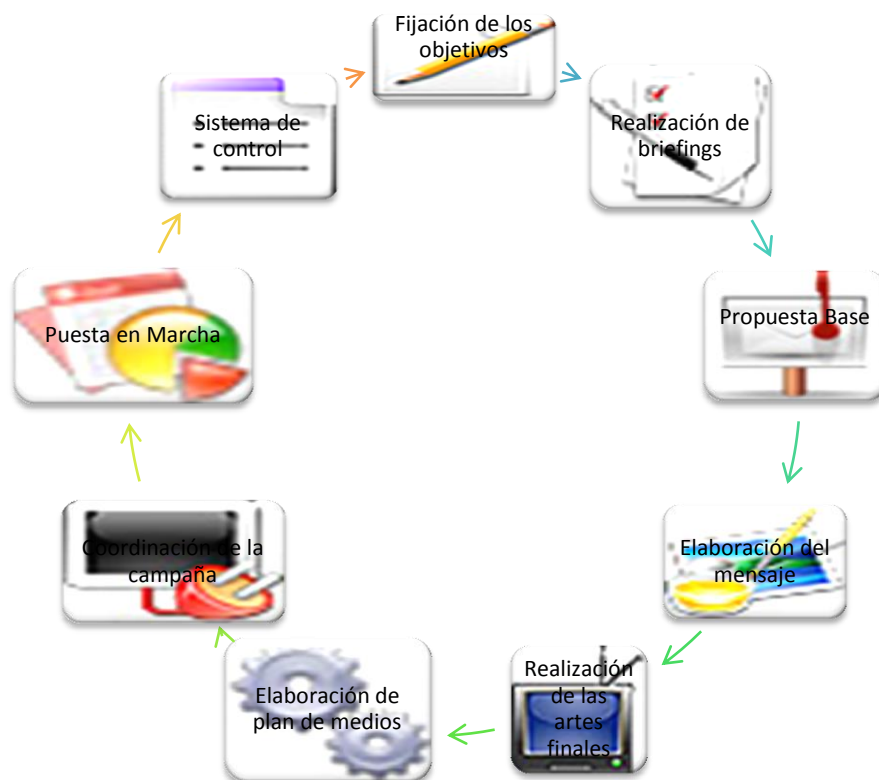 Fijación de los
objetivos
Realización de
briefings
Propuesta Base
Elaboración del
mensaje
Realización
de las
artes
finales
Elaboración de
plan de medios
Coordinación de la
campaña
Puesta en Marcha
Sistema de
control